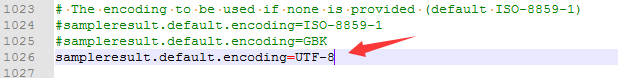 1023 # The encoding to be used if none is provided (default ISO-8859-1)
1024 #sampleresult.default.encoding=ISO-8859-1
1025 #sampleresult.default.encoding=GBK
1026 sampleresult.default.encoding=UTF-8
1027